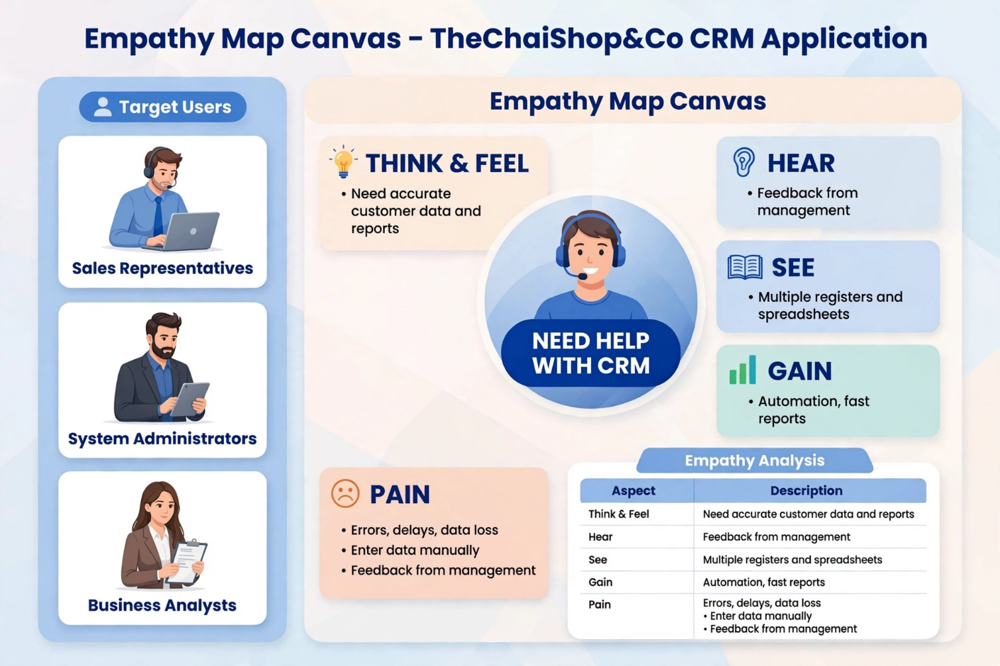 Empathy Map Canvas – TheChaiShop&Co CRM Application
Target Users
Sales Representatives
System Administrators
Business Analysts
Empathy Map Canvas
THINK & FEEL
• Need accurate
customer data and
reports
HEAR
• Feedback from
management
SEE
• Multiple registers and
spreadsheets
GAIN
• Automation, fast
reports
NEED HELP
WITH CRM
PAIN
• Errors, delays, data loss
• Enter data manually
• Feedback from management
Empathy Analysis
Aspect Description
Think & Feel Need accurate customer data and reports
Hear Feedback from management
See Multiple registers and spreadsheets
Gain Automation, fast reports
Pain Errors, delays, data loss
• Enter data manually
• Feedback from management